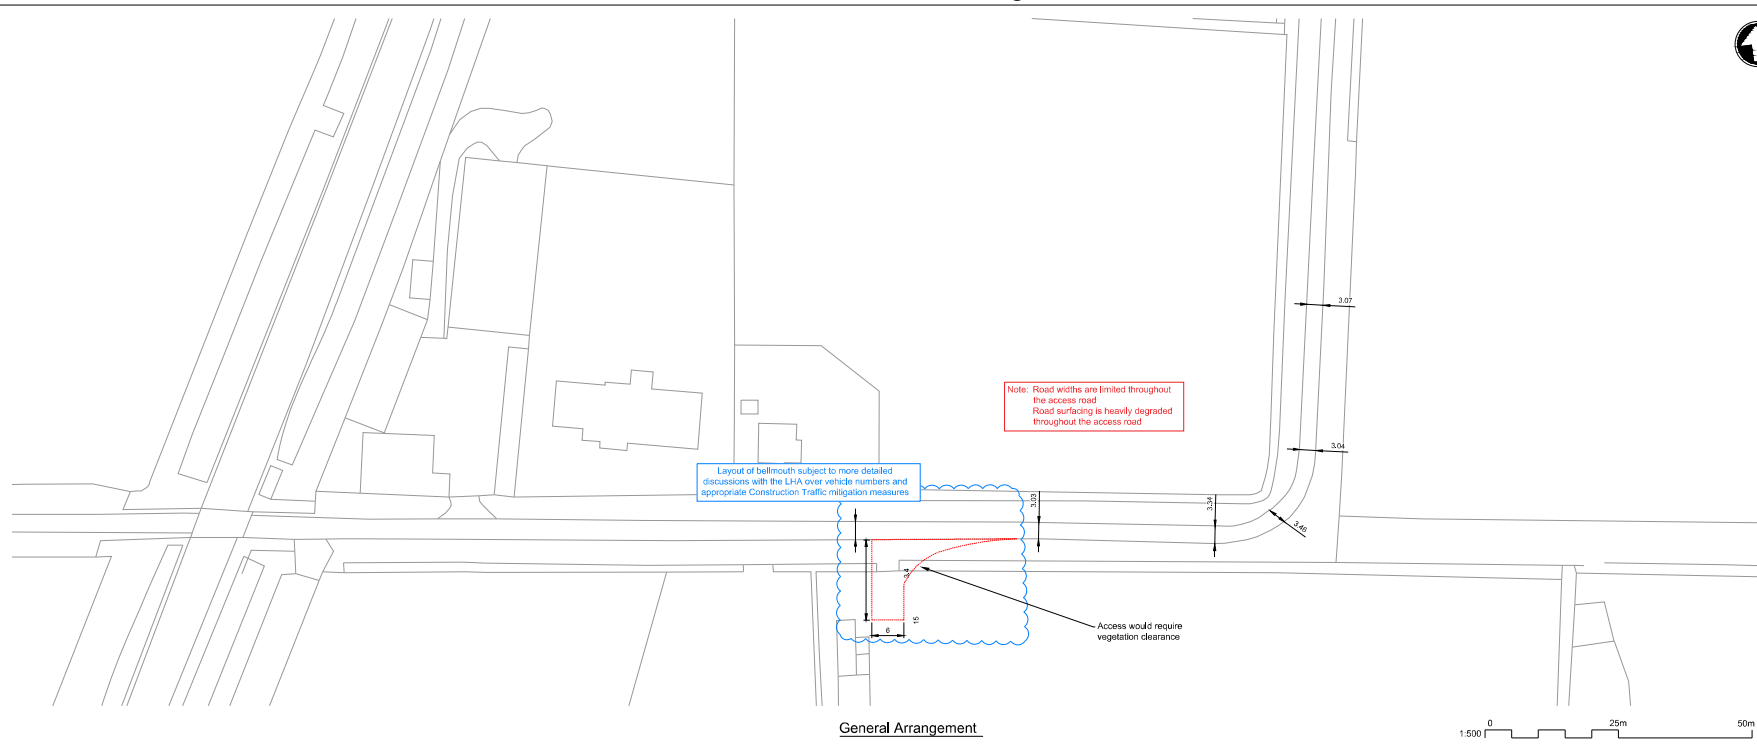 3.07
Note: Road widths are limited throughout
the access road
Road surfacing is heavily degraded
throughout the access road
3.04
Layout of bellmouth subject to more detailed
discussions with the LHA over vehicle numbers and
appropriate Construction Traffic mitigation measures
3.03
3.34
3.46
3.4
15
6
Access would require
vegetation clearance
General Arrangement
1:500
0
25m
50m